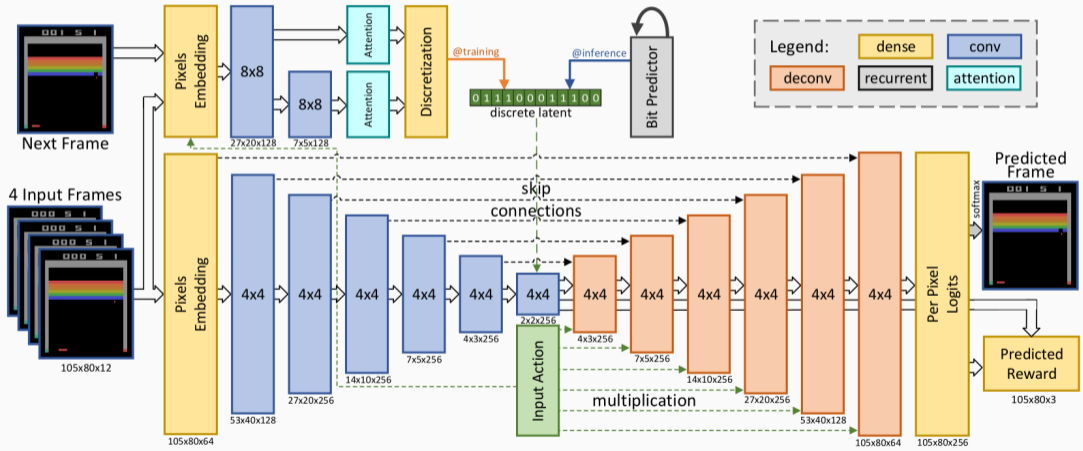 Next Frame
4 Input Frames
105x80x12
Pixels
Embedding
8x8
27x20x128
8x8
7x5x128
Attention
Attention
Discretization
@training
@inference
0 1 1 1 0 0 0 1 1 1 0 0
discrete latent
Bit Predictor
Legend:
dense
conv
deconv
recurrent
attention
Pixels
Embedding
105x80x64
4x4
53x40x128
4x4
27x20x256
4x4
14x10x256
4x4
7x5x256
4x4
4x3x256
4x4
2x2x256
skip
connections
Input Action
multiplication
4x4
4x3x256
4x4
7x5x256
4x4
14x10x256
4x4
27x20x256
4x4
53x40x128
4x4
105x80x64
Per Pixel
Logits
105x80x256
softmax
Predicted
Frame
Predicted
Reward
105x80x3